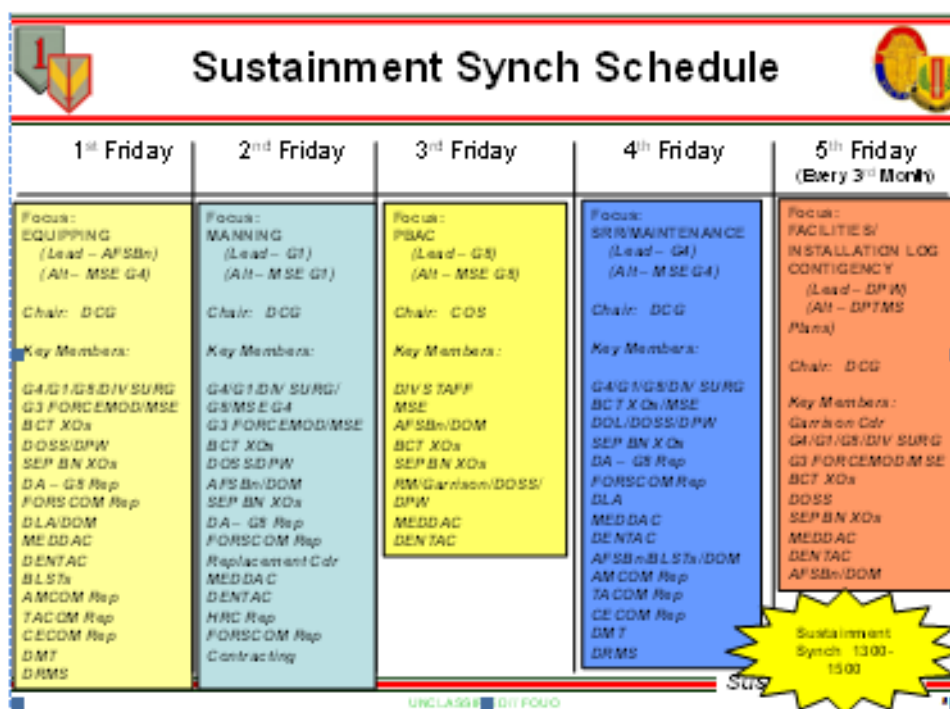 1
Sustainment Synch Schedule
1st Friday
2nd Friday
3rd Friday
4th Friday
5th Friday
(Every 3rd Month)
Focus:
EQUIPPING
(Lead – AFSBn)
(Alt – MSE G4)
Chair: DCG
Key Members:
G4/G1/G8/DIV SURG
G3 FORCEMOD/MSE
BCT XOs
DOSS/DPW
SEP BN XOs
DA – G8 Rep
FORSCOM Rep
DLA/DOM
MEDDAC
DENTAC
BLSTs
AMCOM Rep
TACOM Rep
CECOM Rep
DMT
DRMS
Focus:
MANNING
(Lead – G1)
(Alt – MSE G1)
Chair: DCG
Key Members:
G4/G1/DIV SURG/
G8/MSE G4
G3 FORCEMOD/MSE
BCT XOs
DOSS/DPW
AFSBn/DOM
SEP BN XOs
DA – G8 Rep
FORSCOM Rep
Replacement Cdr
MEDDAC
DENTAC
HRC Rep
FORSCOM Rep
Contracting
Focus:
PBAC
(Lead – G8)
(Alt – MSE G8)
Chair: COS
Key Members:
DIV STAFF
MSE
AFSBn/DOM
BCT XOs
SEP BN XOs
RM/Garrison/DOSS/
DPW
MEDDAC
DENTAC
Focus:
SRR/MAINTENANCE
(Lead – G4)
(Alt – MSE G4)
Chair: DCG
Key Members:
G4/G1/G8/DIV SURG
BCT XOs/MSE
DOL/DOSS/DPW
SEP BN XOs
DA – G8 Rep
FORSCOM Rep
DLA
MEDDAC
DENTAC
AFSBn/BLSTs/DOM
AMCOM Rep
TACOM Rep
CECOM Rep
DMT
DRMS
Focus:
FACILITIES/
INSTALLATION LOG
CONTIGENCY
(Lead – DPW)
(Alt – DPTMS
Plans)
Chair: DCG
Key Members:
Garrison Cdr
G4/G1/G8/DIV SURG
G3 FORCEMOD/MSE
BCT XOs
DOSS
SEP BN XOs
MEDDAC
DENTAC
AFSBn/DOM
Sustainment
Synch 1300-
1500
Sus